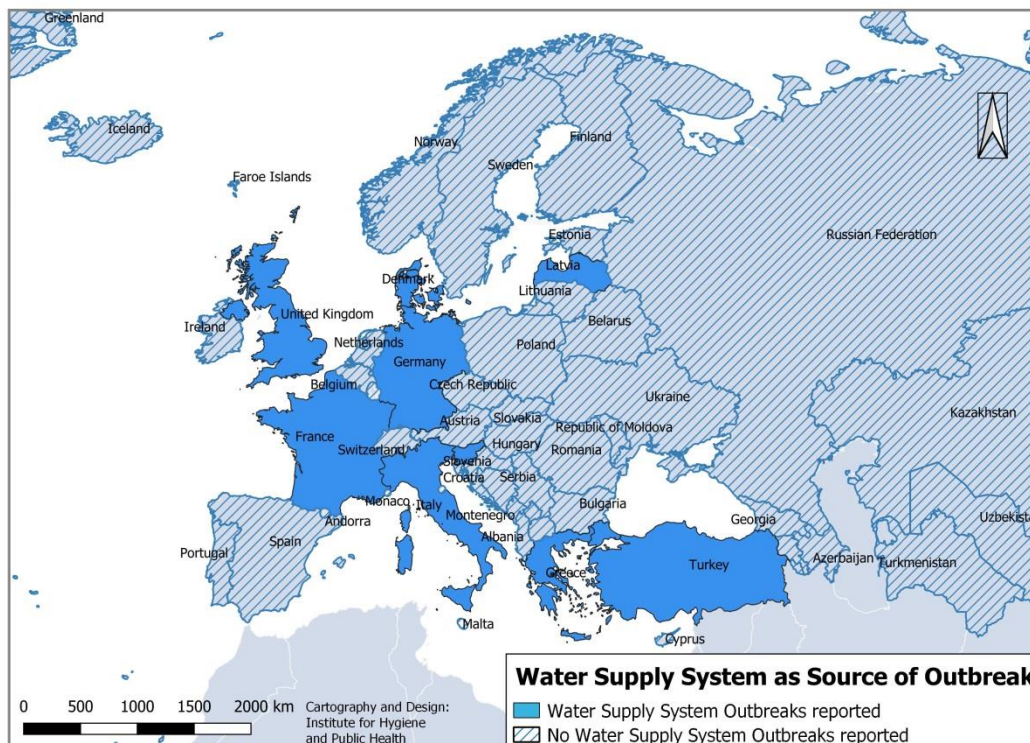 Greenland
Iceland
Norway
Finland
Sweden
Faroe Islands
Estonia
Russian Federation
Latvia
Denmark
Lithuania
United Kingdom
Belarus
Ireland
Netherlands
Poland
Germany
Belgium
Czech Republic
Ukraine
Kazakhstan
Slovakia
Austria
Republic of Moldova
France
Hungary
Switzerland
Romania
Slovenia
Croatia
Serbia
Monaco
Italy
Bulgaria
Uzbekist
Montenegro
Andorra
Georgia
Albania
Portugal
Spain
Azerbaijan
Turkmenistan
Turkey
Greece
Malta
Cyprus
Water Supply System as Source of Outbreak
Water Supply System Outbreaks reported
No Water Supply System Outbreaks reported
0 500 1000 1500 2000 km
Cartography and Design:
Institute for Hygiene
and Public Health